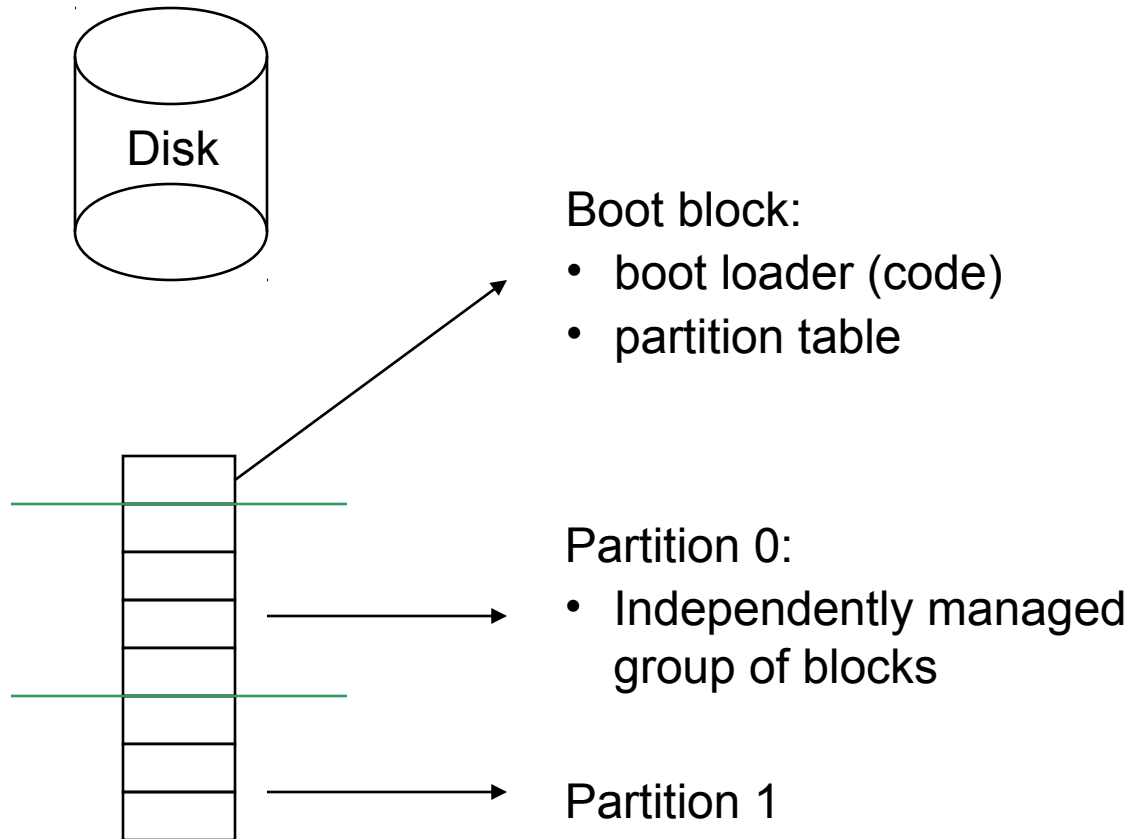 Disk
Boot block:
• boot loader (code)
• partition table
Partition 0:
• Independently managed
group of blocks
Partition 1